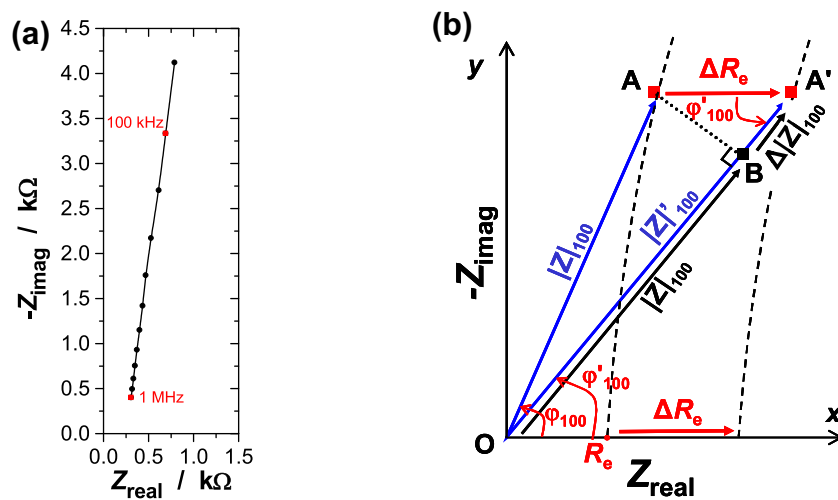 (a)
4.5
4.0
3.5
3.0
2.5
2.0
1.5
1.0
0.5
0.0
-Zimag / kΩ
100 kHz
1 MHz
0.0 0.5 1.0 1.5
Zreal / kΩ
(b)
y
-Zimag
A
ΔRe
A'
φ'100
B
Δ|Z|100
|Z|100
|Z|'100
|Z|100
φ'100
φ100
ΔRe
O
Re
x
Zreal